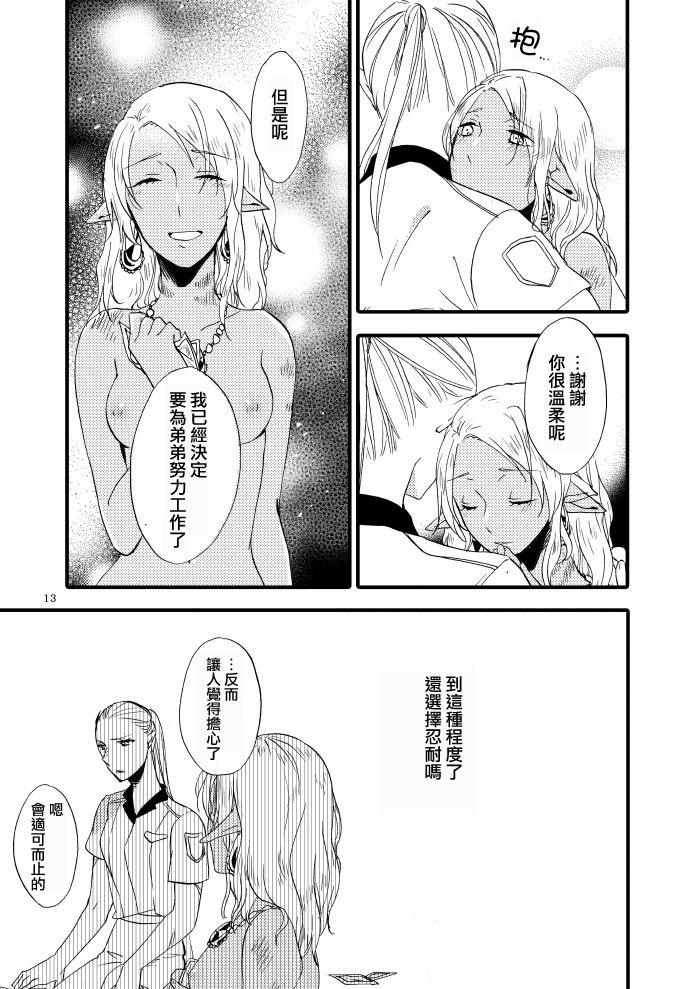 抱…
…謝謝
你很溫柔呢
但是呢
我已經決定
要為弟弟努力工作了
13
到這種程度了
還選擇忍耐嗎
…反而
讓人覺得擔心了
嗯
會適可而止的